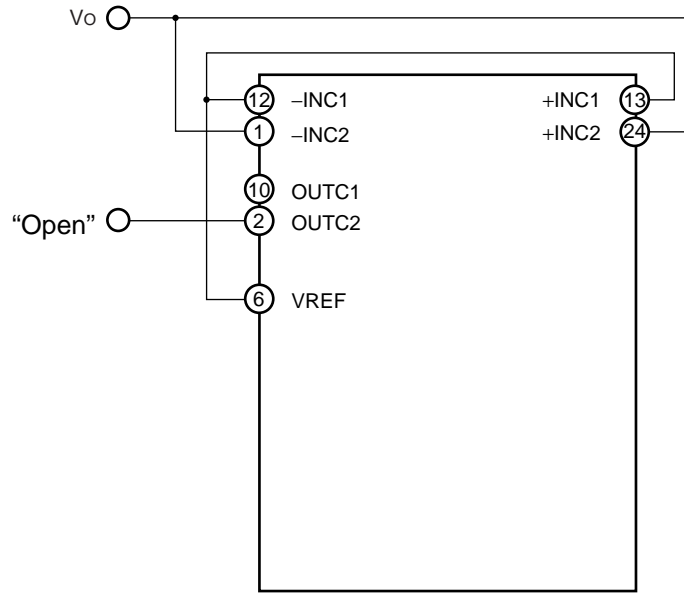 VO
12 −INC1 +INC1 13
1 −INC2 +INC2 24
10 OUTC1
“Open” 2 OUTC2
6 VREF